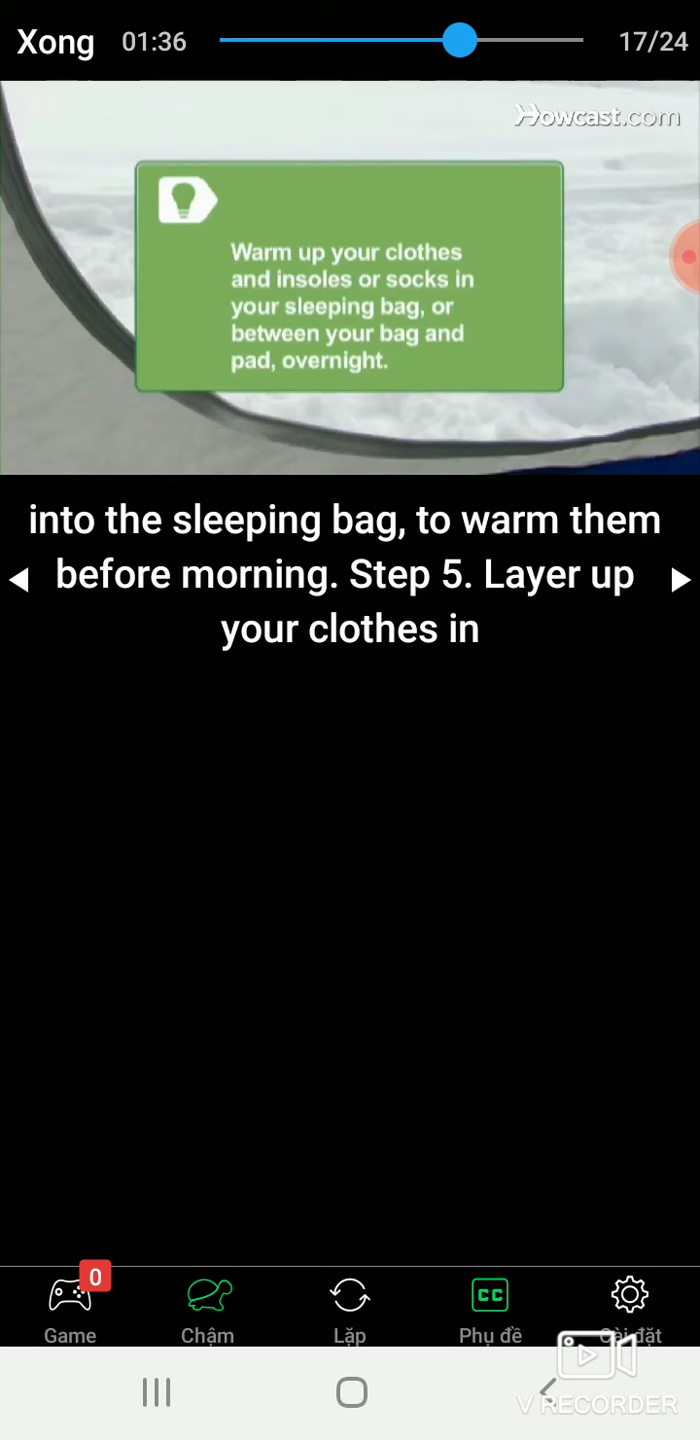 Xong 01:36 17/24
Howcast.com
Warm up your clothes
and insoles or socks in
your sleeping bag, or
between your bag and
pad, overnight.
into the sleeping bag, to warm them
before morning. Step 5. Layer up
your clothes in
0
Game Chậm Lặp Phụ đề Cài đặt
CC
V RECORDER